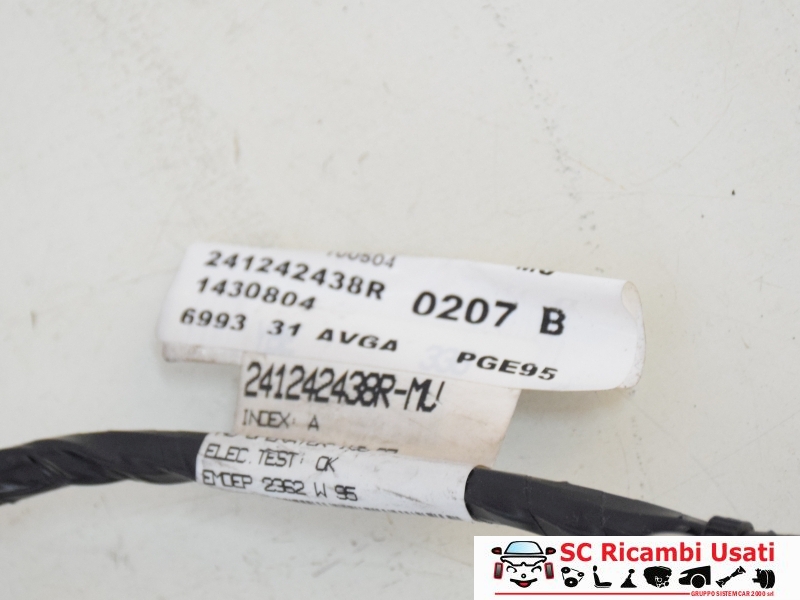 241242438R
1430804 0207 B
6993 31 AVGA PGE95
241242438R-MU
INDEX: A
ELEC.TEST: OK
EMDEP 2362 W 95
SC Ricambi Usati
GRUPPO SISTEMCAR 2000 srl